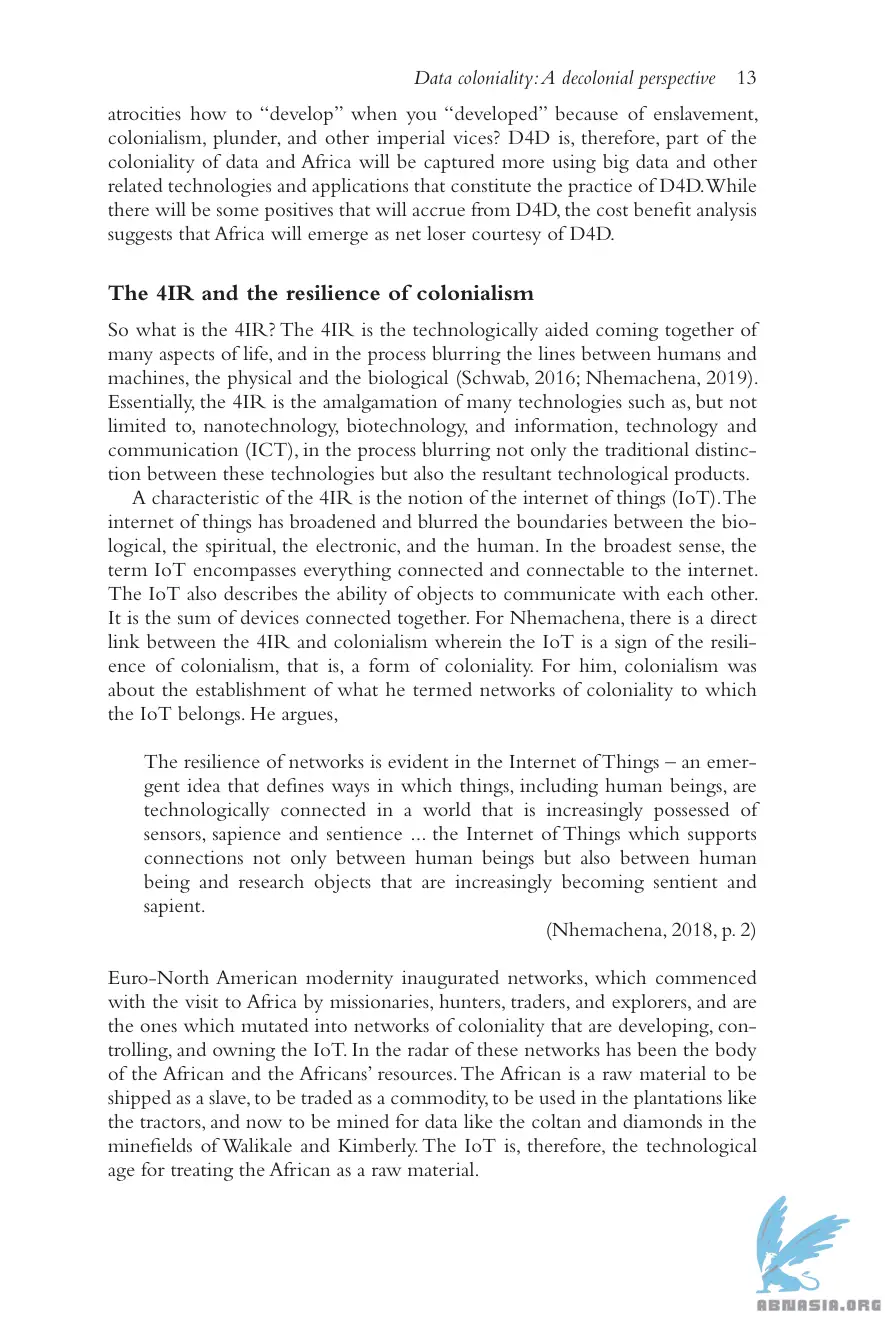 Data coloniality: A decolonial perspective 13
atrocities how to “develop” when you “developed” because of enslavement,
colonialism, plunder, and other imperial vices? D4D is, therefore, part of the
coloniality of data and Africa will be captured more using big data and other
related technologies and applications that constitute the practice of D4D. While
there will be some positives that will accrue from D4D, the cost benefit analysis
suggests that Africa will emerge as net loser courtesy of D4D.
The 4IR and the resilience of colonialism
So what is the 4IR? The 4IR is the technologically aided coming together of
many aspects of life, and in the process blurring the lines between humans and
machines, the physical and the biological (Schwab, 2016; Nhemachena, 2019).
Essentially, the 4IR is the amalgamation of many technologies such as, but not
limited to, nanotechnology, biotechnology, and information, technology and
communication (ICT), in the process blurring not only the traditional distinc-
tion between these technologies but also the resultant technological products.
A characteristic of the 4IR is the notion of the internet of things (IoT). The
internet of things has broadened and blurred the boundaries between the bio-
logical, the spiritual, the electronic, and the human. In the broadest sense, the
term IoT encompasses everything connected and connectable to the internet.
The IoT also describes the ability of objects to communicate with each other.
It is the sum of devices connected together. For Nhemachena, there is a direct
link between the 4IR and colonialism wherein the IoT is a sign of the resili-
ence of colonialism, that is, a form of coloniality. For him, colonialism was
about the establishment of what he termed networks of coloniality to which
the IoT belongs. He argues,
The resilience of networks is evident in the Internet of Things – an emer-
gent idea that defines ways in which things, including human beings, are
technologically connected in a world that is increasingly possessed of
sensors, sapience and sentience ... the Internet of Things which supports
connections not only between human beings but also between human
being and research objects that are increasingly becoming sentient and
sapient.
(Nhemachena, 2018, p. 2)
Euro-North American modernity inaugurated networks, which commenced
with the visit to Africa by missionaries, hunters, traders, and explorers, and are
the ones which mutated into networks of coloniality that are developing, con-
trolling, and owning the IoT. In the radar of these networks has been the body
of the African and the Africans’ resources. The African is a raw material to be
shipped as a slave, to be traded as a commodity, to be used in the plantations like
the tractors, and now to be mined for data like the coltan and diamonds in the
minefields of Walikale and Kimberly. The IoT is, therefore, the technological
age for treating the African as a raw material.
ABNASIA.ORG